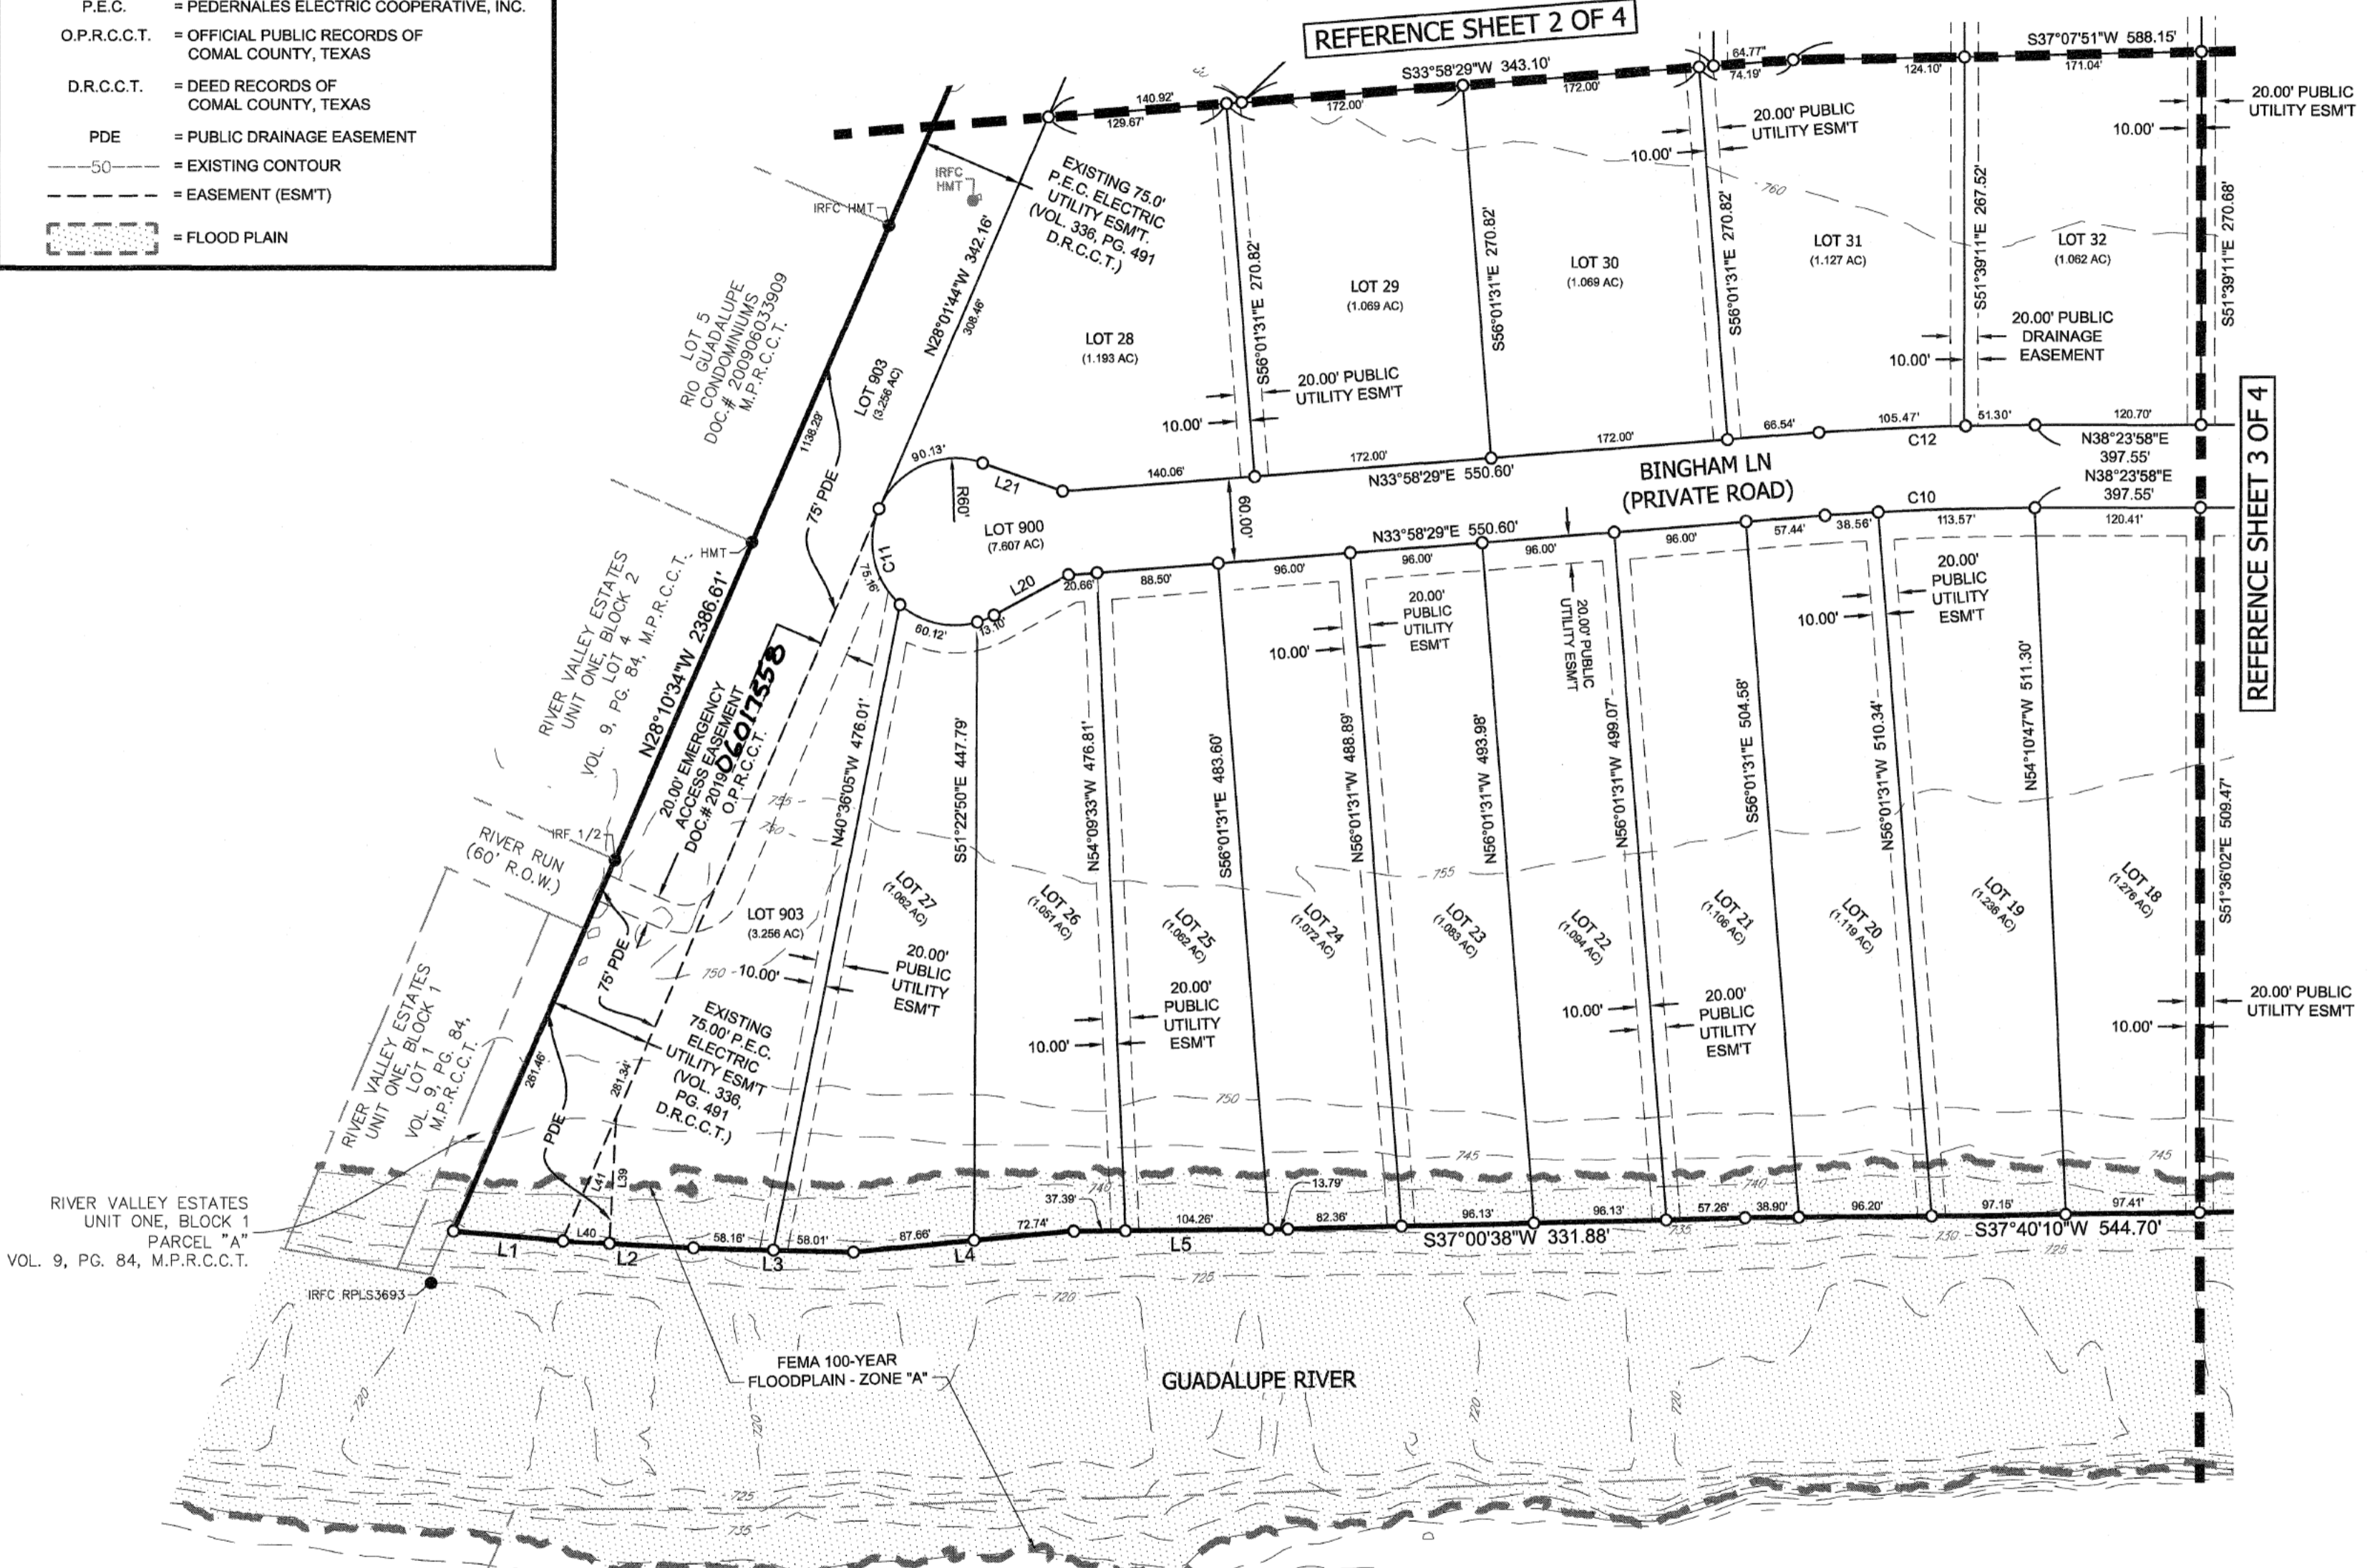 P.E.C. = PEDERNALES ELECTRIC COOPERATIVE, INC.
O.P.R.C.C.T. = OFFICIAL PUBLIC RECORDS OF
COMAL COUNTY, TEXAS
D.R.C.C.T. = DEED RECORDS OF
COMAL COUNTY, TEXAS
PDE = PUBLIC DRAINAGE EASEMENT
50 = EXISTING CONTOUR
= EASEMENT (ESM'T)
= FLOOD PLAIN
REFERENCE SHEET 2 OF 4
140.92'
129.67'
S33°58'29"W 343.10'
172.00'
172.00'
64.77"
74.19'
124.10'
S37°07'51"W 588.15'
171.04'
20.00' PUBLIC
UTILITY ESM'T
10.00'
20.00' PUBLIC
UTILITY ESM'T
10.00'
IRFC
HMT
IRFC HMT
EXISTING 75.0'
P.E.C. ELECTRIC
UTILITY ESM'T.
(VOL. 336, PG. 491
D.R.C.C.T.)
N28°01'44"W 342.16'
308.46'
S56°01'31"E 270.82'
S56°01'31"E 270.82'
S56°01'31"E 270.82'
S51°39'11"E 267.52'
S51°39'11"E 270.68'
760
LOT 28
(1.193 AC)
LOT 29
(1.069 AC)
LOT 30
(1.069 AC)
LOT 31
(1.127 AC)
LOT 32
(1.062 AC)
20.00' PUBLIC
UTILITY ESM'T
10.00'
20.00' PUBLIC
DRAINAGE
EASEMENT
10.00'
LOT 5
RIO GUADALUPE
CONDOMINIUMS
DOC.# 200906033909
M.P.R.C.C.T.
LOT 903
(3.256 AC)
1138.29'
75' PDE
90.13'
L21
R60'
140.06'
172.00'
N33°58'29"E 550.60'
172.00'
66.54'
105.47'
C12
51.30'
120.70'
N38°23'58"E
397.55'
BINGHAM LN
(PRIVATE ROAD)
N38°23'58"E
397.55'
LOT 900
(7.607 AC)
60.00'
C11
75.16'
60.12'
13.10'
L20
20.66'
88.50'
96.00'
N33°58'29"E 550.60'
96.00'
96.00'
96.00'
57.44'
38.56'
C10
113.57'
120.41'
REFERENCE SHEET 3 OF 4
HMT
RIVER VALLEY ESTATES
UNIT ONE, BLOCK 2
LOT 4
VOL. 9, PG. 84, M.P.R.C.C.T.
N28°10'34"W 2386.61'
20.00' EMERGENCY
ACCESS EASEMENT
DOC.# 201906017558
O.P.R.C.C.T.
20.00'
PUBLIC
UTILITY
ESM'T
10.00'
20.00' PUBLIC
UTILITY ESM'T
20.00'
PUBLIC
UTILITY
ESM'T
10.00'
N40°36'05"W 476.01'
S51°22'50"E 447.79'
N54°09'33"W 476.81'
S56°01'31"E 483.60'
N56°01'31"W 488.89'
N56°01'31"W 493.98'
N56°01'31"W 499.07'
S56°01'31"E 504.58'
N56°01'31"W 510.34'
N54°10'47"W 511.30'
S51°36'02"E 509.47'
755
750
755
IRF 1/2
RIVER RUN
(60' R.O.W.)
LOT 903
(3.256 AC)
LOT 27
(1.062 AC)
LOT 26
(1.051 AC)
LOT 25
(1.062 AC)
LOT 24
(1.072 AC)
LOT 23
(1.083 AC)
LOT 22
(1.094 AC)
LOT 21
(1.106 AC)
LOT 20
(1.119 AC)
LOT 19
(1.236 AC)
LOT 18
(1.276 AC)
75' PDE
750
10.00'
20.00'
PUBLIC
UTILITY
ESM'T
20.00'
PUBLIC
UTILITY
ESM'T
10.00'
20.00'
PUBLIC
UTILITY
ESM'T
10.00'
20.00' PUBLIC
UTILITY ESM'T
10.00'
EXISTING
75.00' P.E.C.
ELECTRIC
UTILITY ESM'T
(VOL. 336,
PG. 491
D.R.C.C.T.)
RIVER VALLEY ESTATES
UNIT ONE, BLOCK 1
LOT 1
VOL. 9, PG. 84,
M.P.R.C.C.T.
261.46'
281.34'
PDE
750
745
745
L41
L39
740
740
RIVER VALLEY ESTATES
UNIT ONE, BLOCK 1
PARCEL "A"
VOL. 9, PG. 84, M.P.R.C.C.T.
IRFC RPLS3693
L1
L40
L2
58.16'
L3
58.01'
87.66'
L4
72.74'
37.39'
104.26'
L5
13.79'
82.36'
96.13'
S37°00'38"W 331.88'
96.13'
57.26'
38.90'
96.20'
97.15'
S37°40'10"W 544.70'
97.41'
735
730
725
725
720
FEMA 100-YEAR
FLOODPLAIN - ZONE "A"
GUADALUPE RIVER
720
720
720
720
725
735